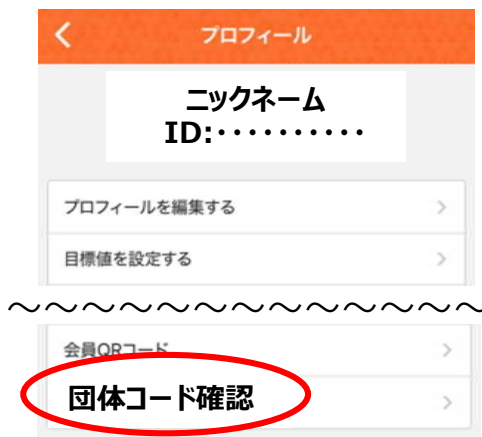 プロフィール
ニックネーム
ID:・・・・・・・・・・
プロフィールを編集する
目標値を設定する
会員QRコード
団体コード確認